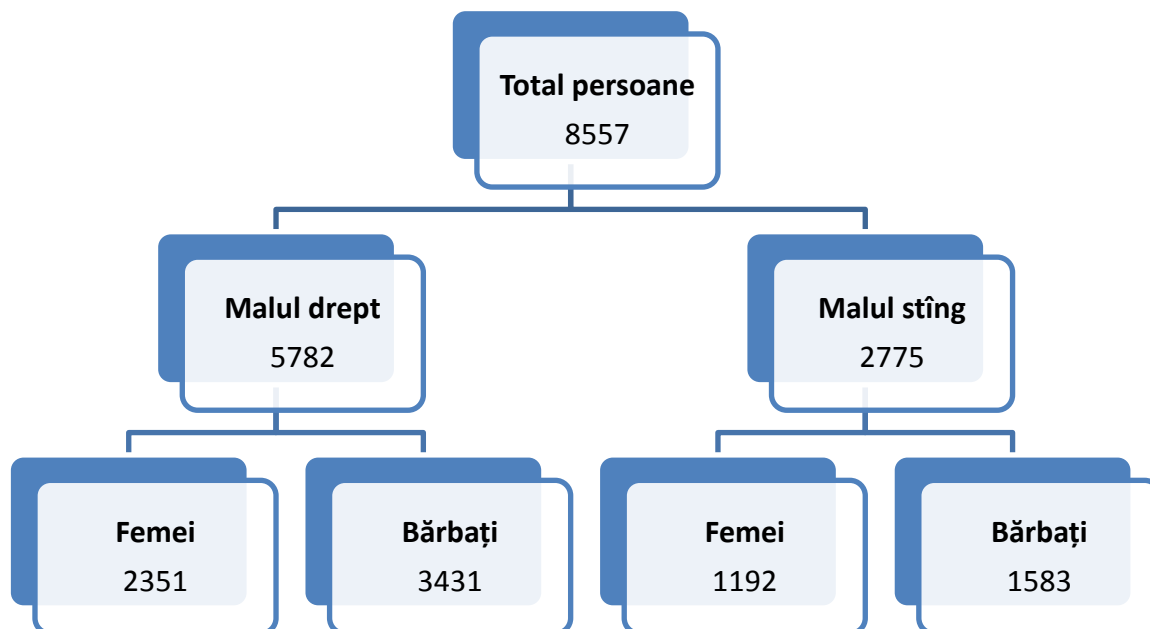 Total persoane
8557
Malul drept
5782
Malul stîng
2775
Femei
2351
Bărbați
3431
Femei
1192
Bărbați
1583